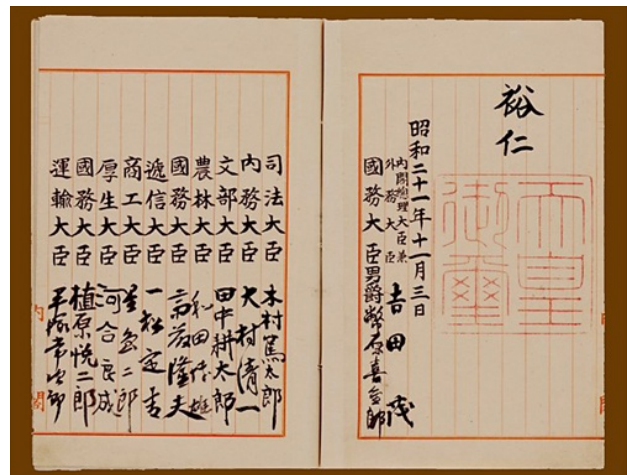 裕仁
天皇御璽
昭和二十一年十一月三日
内閣總理大臣兼
外務大臣 吉田茂
國務大臣 男爵 幣原喜重郎
司法大臣 木村篤太郎
内務大臣 大村清一
文部大臣 田中耕太郎
農林大臣 和田博雄
國務大臣 斎藤隆夫
遞信大臣 一松定吉
商工大臣 星島二郎
厚生大臣 河合良成
國務大臣 植原悦二郎
運輸大臣 平塚常次郎
内閣